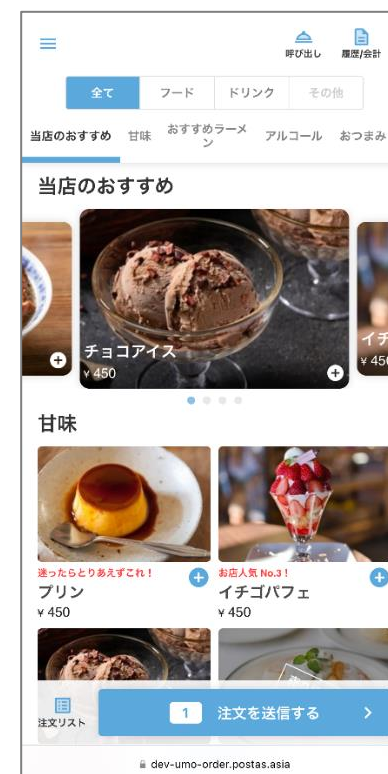 呼び出し
履歴/会計
全て
フード
ドリンク
その他
当店のおすすめ
甘味
おすすめラーメ
ン
アルコール
おつまみ
当店のおすすめ
チョコアイス
¥ 450
イチ
¥ 450
甘味
迷ったらとりあえずこれ！
プリン
¥ 450
お店人気 No.3！
イチゴパフェ
¥ 450
注文リスト
1 注文を送信する
dev-umo-order.postas.asia